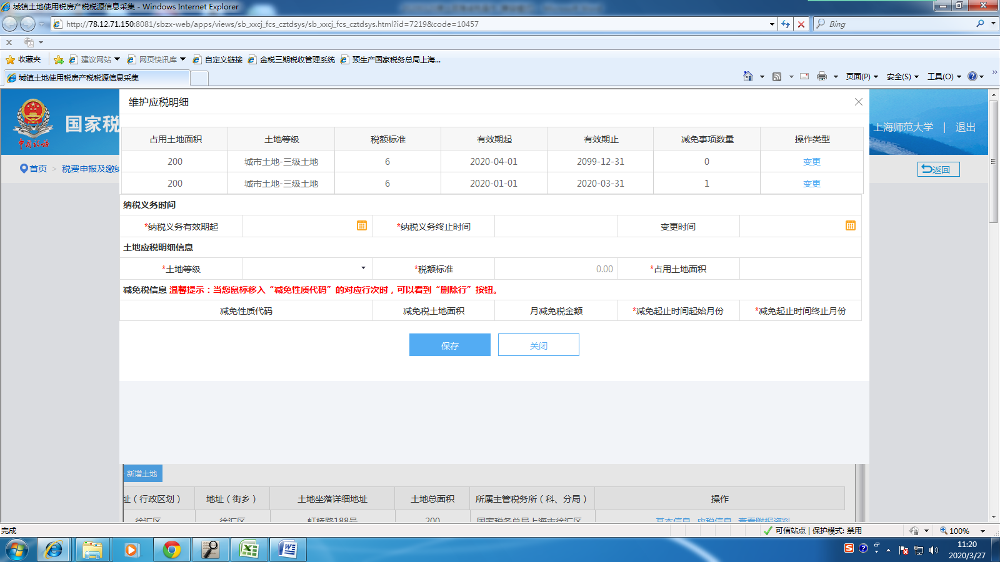 城镇土地使用税房产税税源信息采集 - Windows Internet Explorer
http://78.12.71.150:8081/sbzx-web/apps/views/sb_xxcj_fcs_cztdsys/sb_xxcj_fcs_cztdsys.html?id=7219&code=10457
Bing
x
收藏夹 建议网站 网页快讯库 自定义链接 金税三期税收管理系统 预生产国家税务总局上海...
城镇土地使用税房产税税源信息采集
页面(P) 安全(S) 工具(O) »
中国税务
国家税
上海师范大学 | 退出
首页 > 税费申报及缴纳
返回
维护应税明细
占用土地面积 土地等级 税额标准 有效期起 有效期止 减免事项数量 操作类型
200 城市土地-三级土地 6 2020-04-01 2099-12-31 0 变更
200 城市土地-三级土地 6 2020-01-01 2020-03-31 1 变更
纳税义务时间
*纳税义务有效期起 *纳税义务终止时间 变更时间
土地应税明细信息
*土地等级 *税额标准 0.00 *占用土地面积
减免税信息 温馨提示：当您鼠标移入“减免性质代码”的对应行次时，可以看到“删除行”按钮。
减免性质代码 减免税土地面积 月减免税金额 *减免起止时间起始月份 *减免起止时间终止月份
保存 关闭
新增土地
址（行政区划） 地址（街乡） 土地坐落详细地址 土地总面积 所属主管税务所（科、分局） 操作
徐汇区 徐汇区 虹桥路188号 200 国家税务总局上海市徐汇区 基本信息 应税信息 查看附报资料
完成
可信站点 | 保护模式: 禁用
100%
11:20
2020/3/27